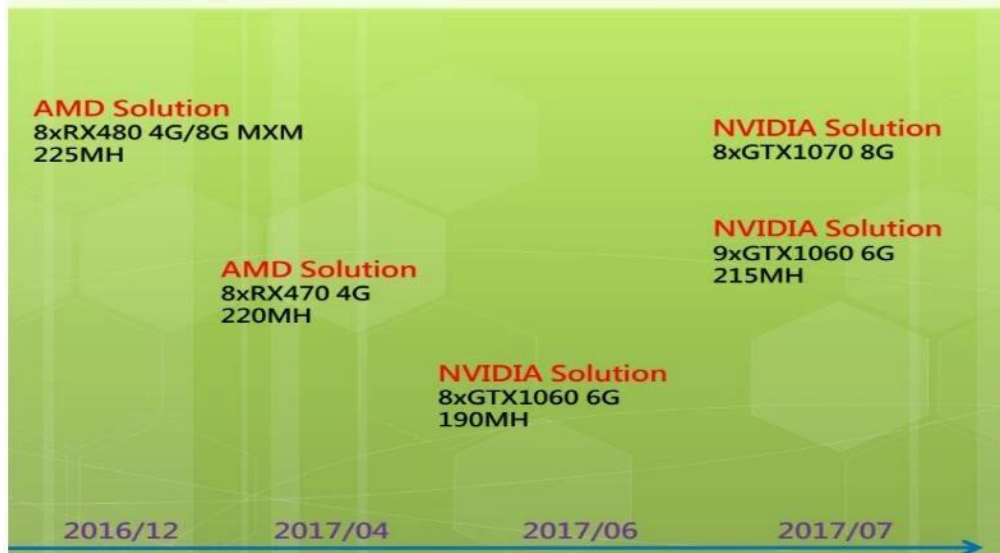 AMD Solution
8xRX480 4G/8G MXM
225MH
AMD Solution
8xRX470 4G
220MH
NVIDIA Solution
8xGTX1060 6G
190MH
NVIDIA Solution
8xGTX1070 8G
NVIDIA Solution
9xGTX1060 6G
215MH
2016/12
2017/04
2017/06
2017/07